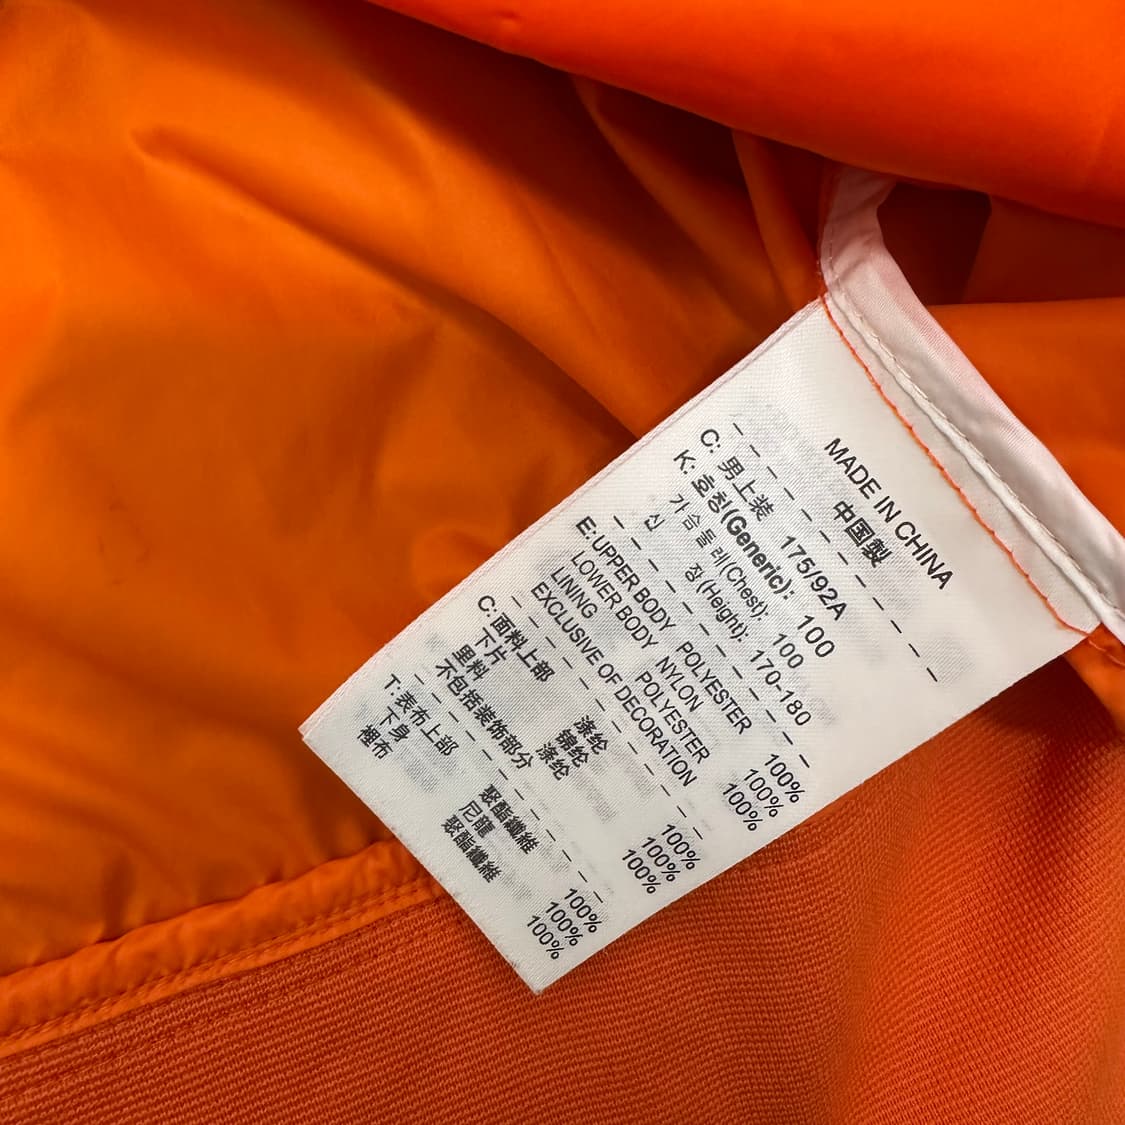 MADE IN CHINA
中国製
C: 男上装 175/92A
K: 호칭(Generic): 100
가슴둘레(Chest): 100
신 장(Height): 170-180
E: UPPER BODY POLYESTER 100%
LOWER BODY NYLON 100%
LINING POLYESTER 100%
EXCLUSIVE OF DECORATION
C: 面料上部 涤纶 100%
下片 锦纶 100%
里料 涤纶 100%
不包括装饰部分
T: 表布上部 聚酯纖維 100%
下身 尼龍 100%
裡布 聚酯纖維 100%